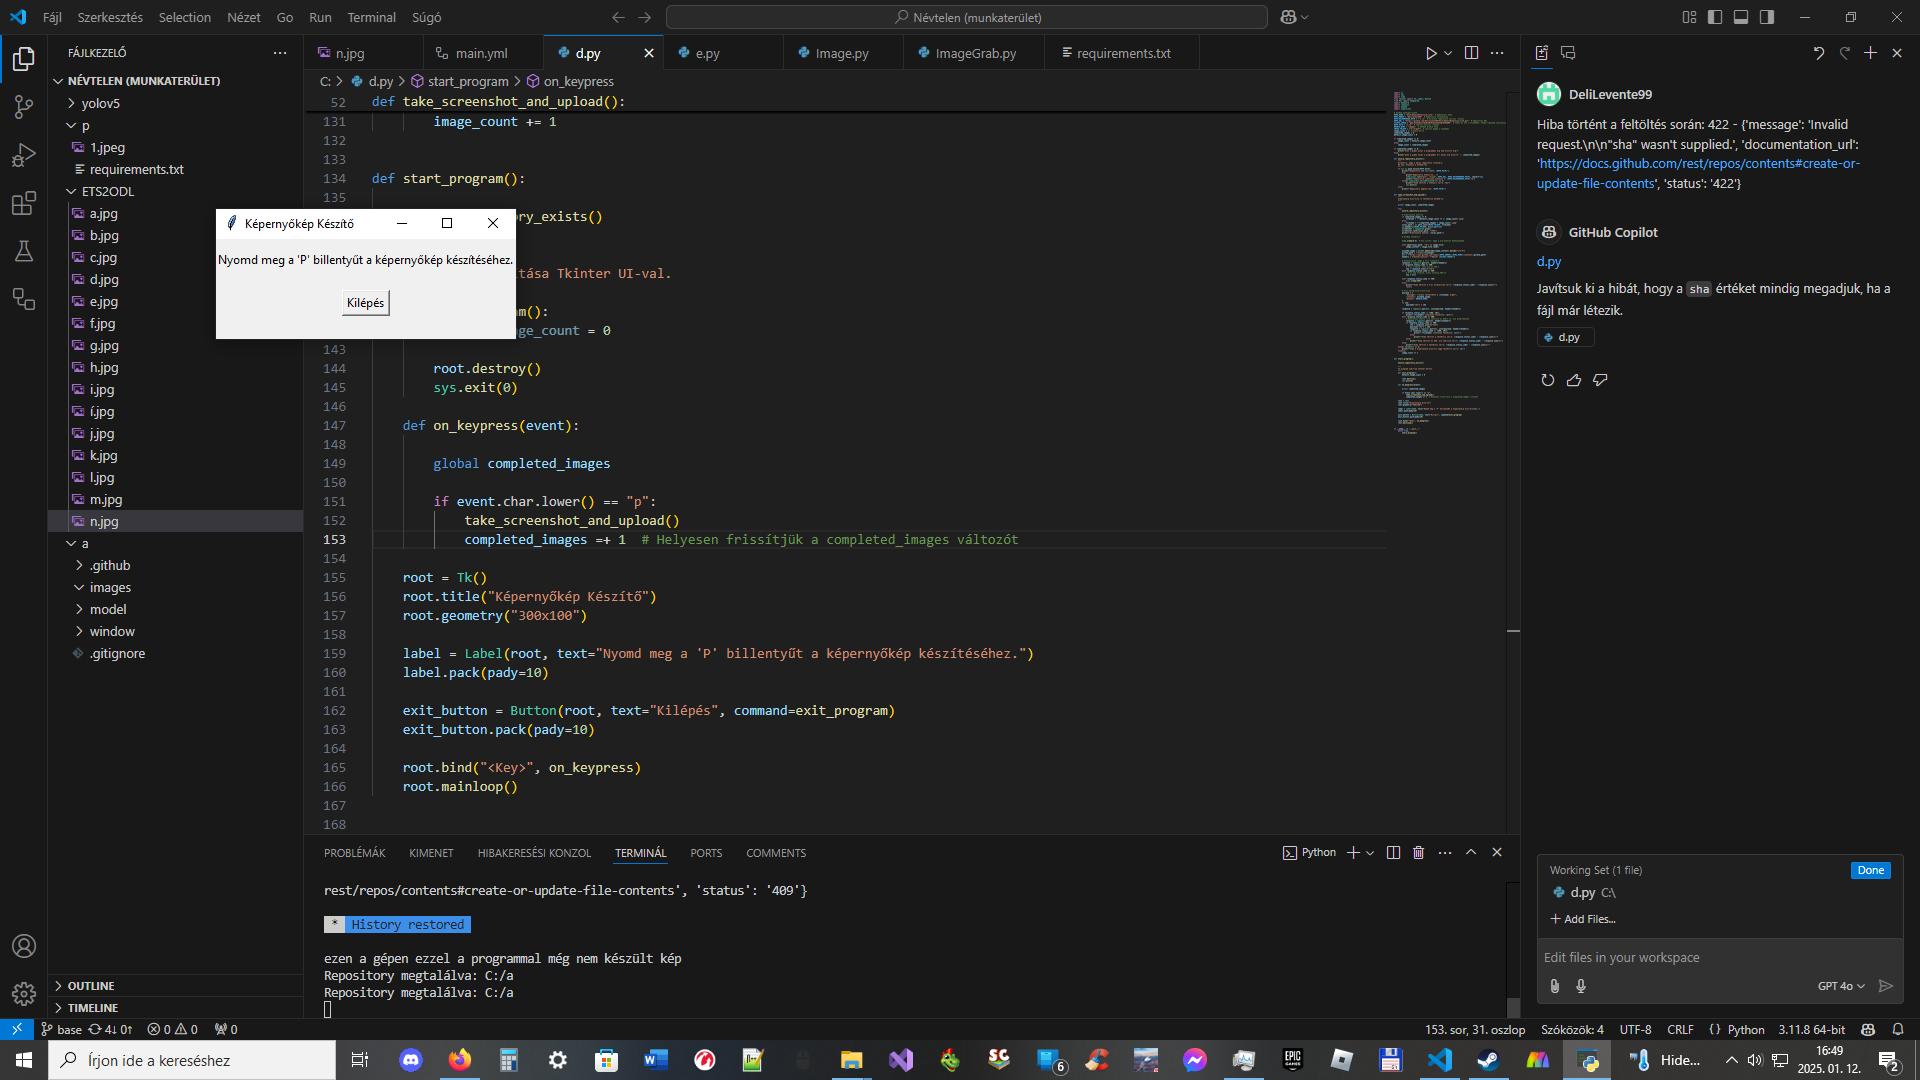 Fájl Szerkesztés Selection Nézet Go Run Terminal Súgó
Névtelen (munkaterület)
FÁJLKEZELŐ
NÉVTELEN (MUNKATERÜLET)
yolov5
p
1.jpeg
requirements.txt
ETS2ODL
a.jpg
b.jpg
c.jpg
d.jpg
e.jpg
f.jpg
g.jpg
h.jpg
i.jpg
í.jpg
j.jpg
k.jpg
l.jpg
m.jpg
n.jpg
a
.github
images
model
window
.gitignore
OUTLINE
TIMELINE
n.jpg main.yml d.py e.py Image.py ImageGrab.py requirements.txt
C: > d.py > start_program > on_keypress
52 def take_screenshot_and_upload():
131 image_count += 1
132
133
134 def start_program():
135
ry_exists()
Képernyőkép Készítő
Nyomd meg a 'P' billentyűt a képernyőkép készítéséhez.
Kilépés
tása Tkinter UI-val.
m():
ge_count = 0
143
144 root.destroy()
145 sys.exit(0)
146
147 def on_keypress(event):
148
149 global completed_images
150
151 if event.char.lower() == "p":
152 take_screenshot_and_upload()
153 completed_images =+ 1 # Helyesen frissítjük a completed_images változót
154
155 root = Tk()
156 root.title("Képernyőkép Készítő")
157 root.geometry("300x100")
158
159 label = Label(root, text="Nyomd meg a 'P' billentyűt a képernyőkép készítéséhez.")
160 label.pack(pady=10)
161
162 exit_button = Button(root, text="Kilépés", command=exit_program)
163 exit_button.pack(pady=10)
164
165 root.bind("<Key>", on_keypress)
166 root.mainloop()
167
168
PROBLÉMÁK KIMENET HIBAKERESÉSI KONZOL TERMINÁL PORTS COMMENTS
Python
rest/repos/contents#create-or-update-file-contents', 'status': '409'}
* History restored
ezen a gépen ezzel a programmal még nem készült kép
Repository megtalálva: C:/a
Repository megtalálva: C:/a
DeliLevente99
Hiba történt a feltöltés során: 422 - {'message': 'Invalid
request.\n\n"sha" wasn't supplied.', 'documentation_url':
'https://docs.github.com/rest/repos/contents#create-or-
update-file-contents', 'status': '422'}
GitHub Copilot
d.py
Javítsuk ki a hibát, hogy a sha értéket mindig megadjuk, ha a
fájl már létezik.
d.py
Working Set (1 file) Done
d.py C:\
+ Add Files...
Edit files in your workspace
GPT 4o
base 4↓ 0↑ 0 0 0
153. sor, 31. oszlop Szóközök: 4 UTF-8 CRLF {} Python 3.11.8 64-bit
Írjon ide a kereséshez
6
Hide...
16:49
2025. 01. 12.
2